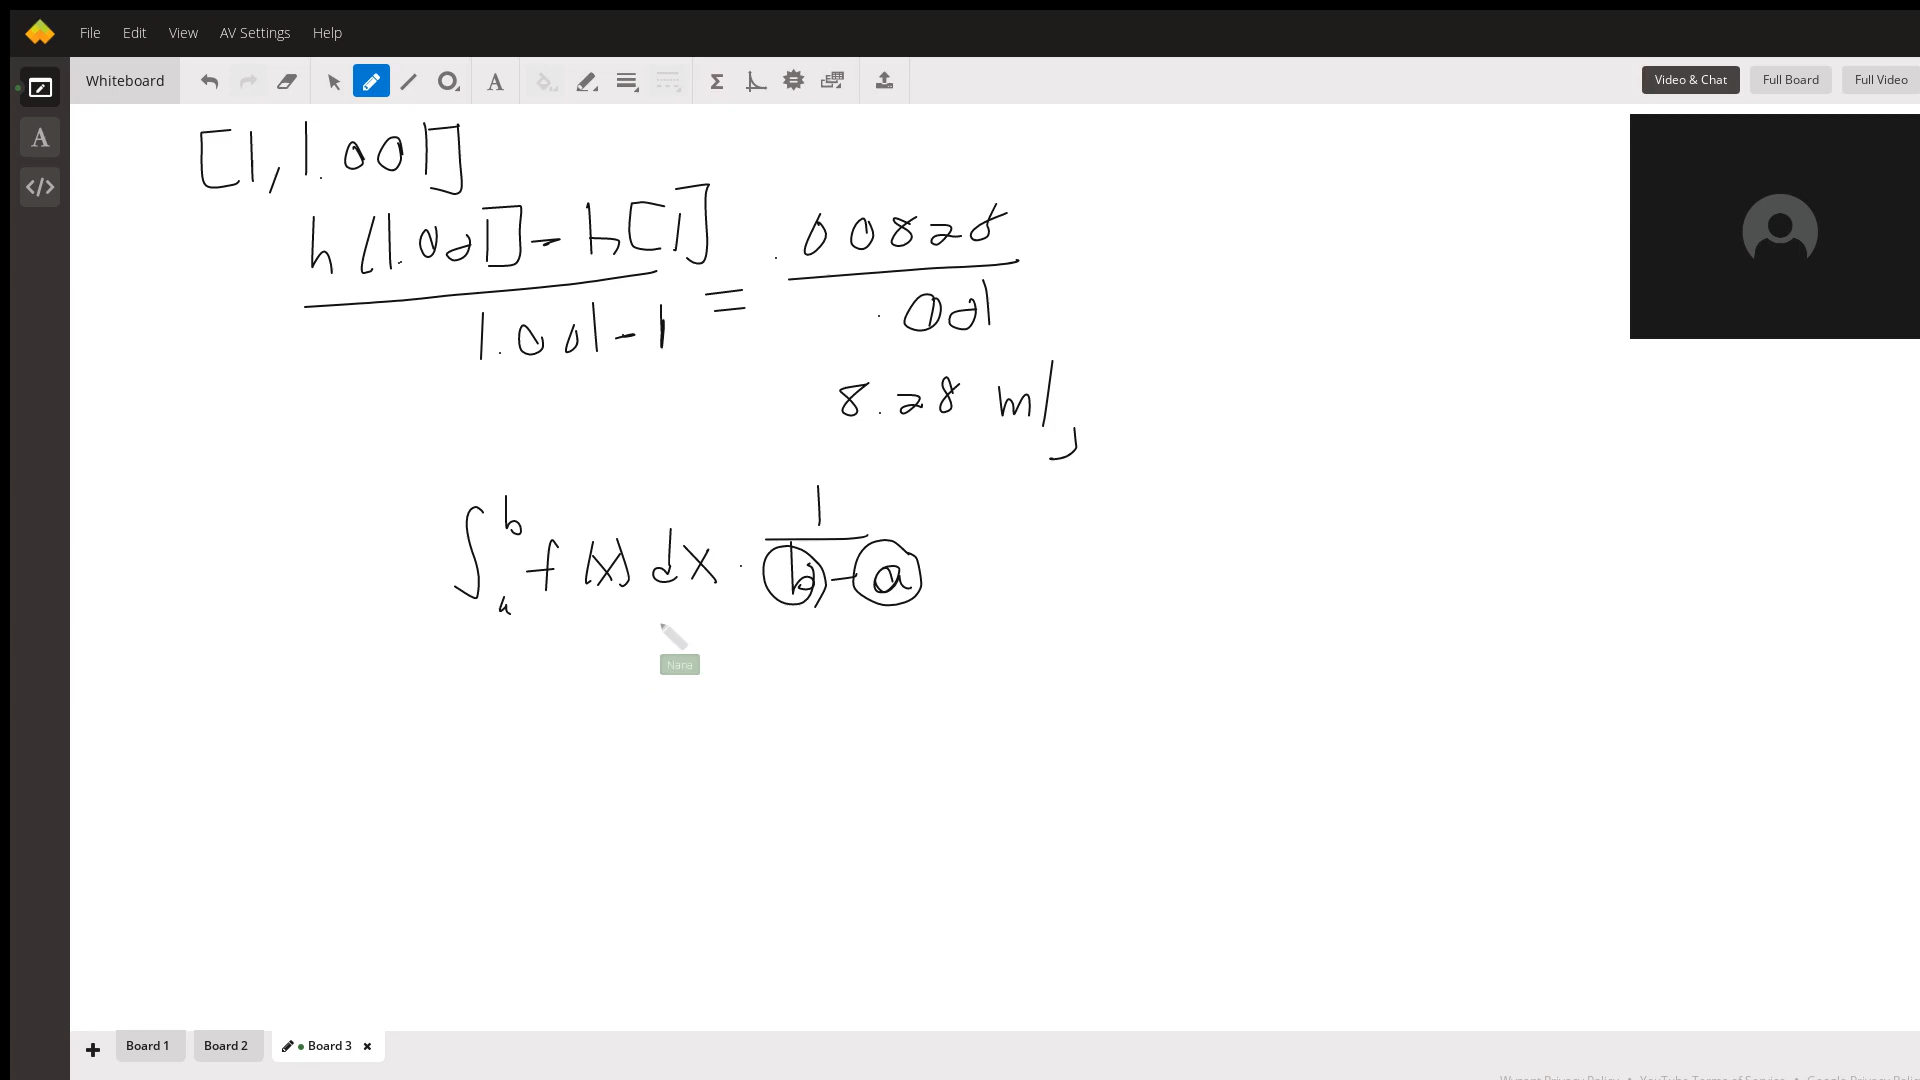 File Edit View AV Settings Help
Whiteboard A Σ Video & Chat Full Board Full Video
A
</>
[1, 1.001]
h[1.001] - h[1] = .00828
1.001 - 1 .001
8.28 m/s
∫ₐᵇ f(x) dx · 1
b - a
Nana
Board 1 Board 2 Board 3 ×